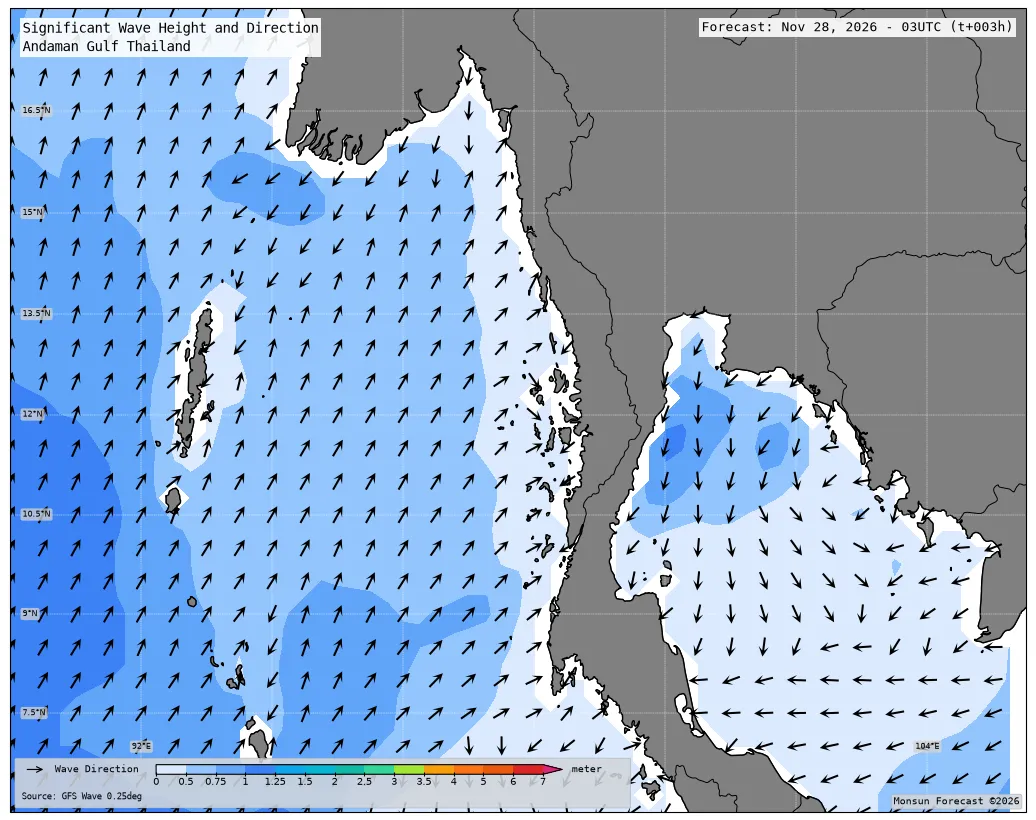 Significant Wave Height and Direction
Andaman Gulf Thailand
Forecast: Nov 28, 2026 - 03UTC (t+003h)
16.5°N
15°N
13.5°N
12°N
10.5°N
9°N
7.5°N
92°E
104°E
Wave Direction
0 0.5 0.75 1 1.25 1.5 2 2.5 3 3.5 4 5 6 7
meter
Source: GFS Wave 0.25deg
Monsun Forecast ©2026